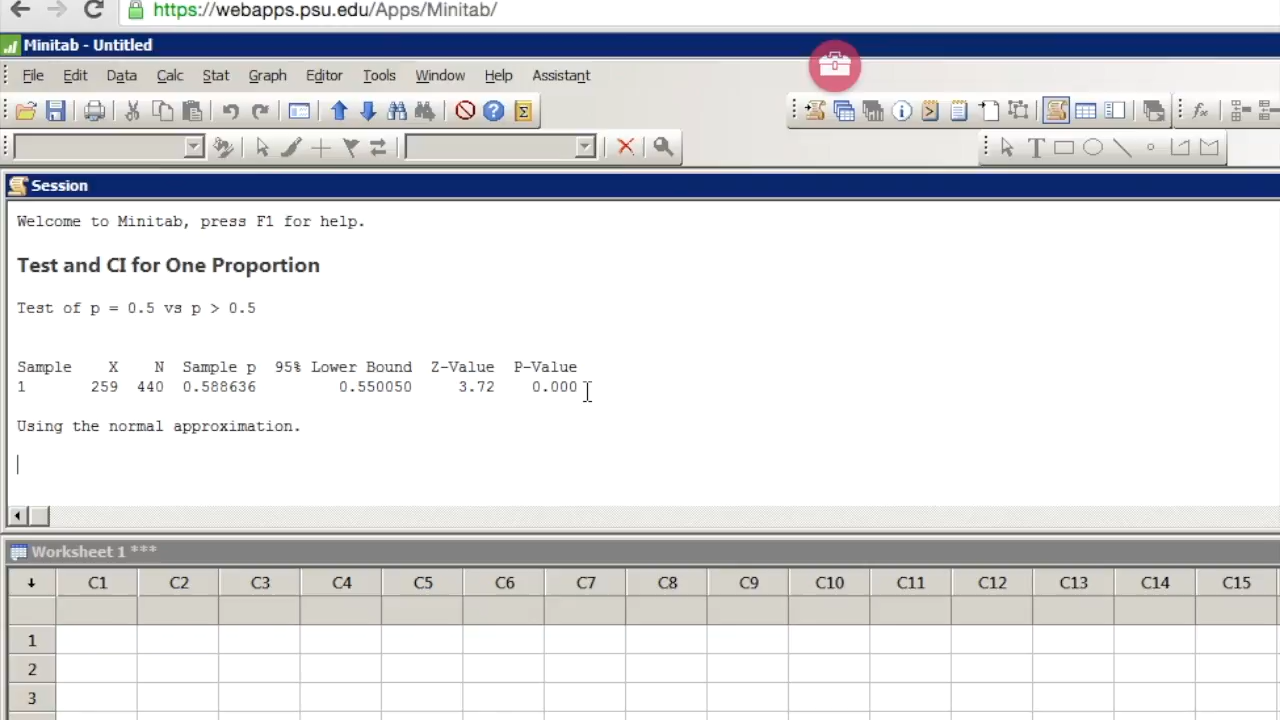 https://webapps.psu.edu/Apps/Minitab/
Minitab - Untitled
File Edit Data Calc Stat Graph Editor Tools Window Help Assistant
Session
Welcome to Minitab, press F1 for help.
Test and CI for One Proportion
Test of p = 0.5 vs p > 0.5
Sample X N Sample p 95% Lower Bound Z-Value P-Value
1 259 440 0.588636 0.550050 3.72 0.000
Using the normal approximation.
Worksheet 1 ***
C1 C2 C3 C4 C5 C6 C7 C8 C9 C10 C11 C12 C13 C14 C15
1
2
3